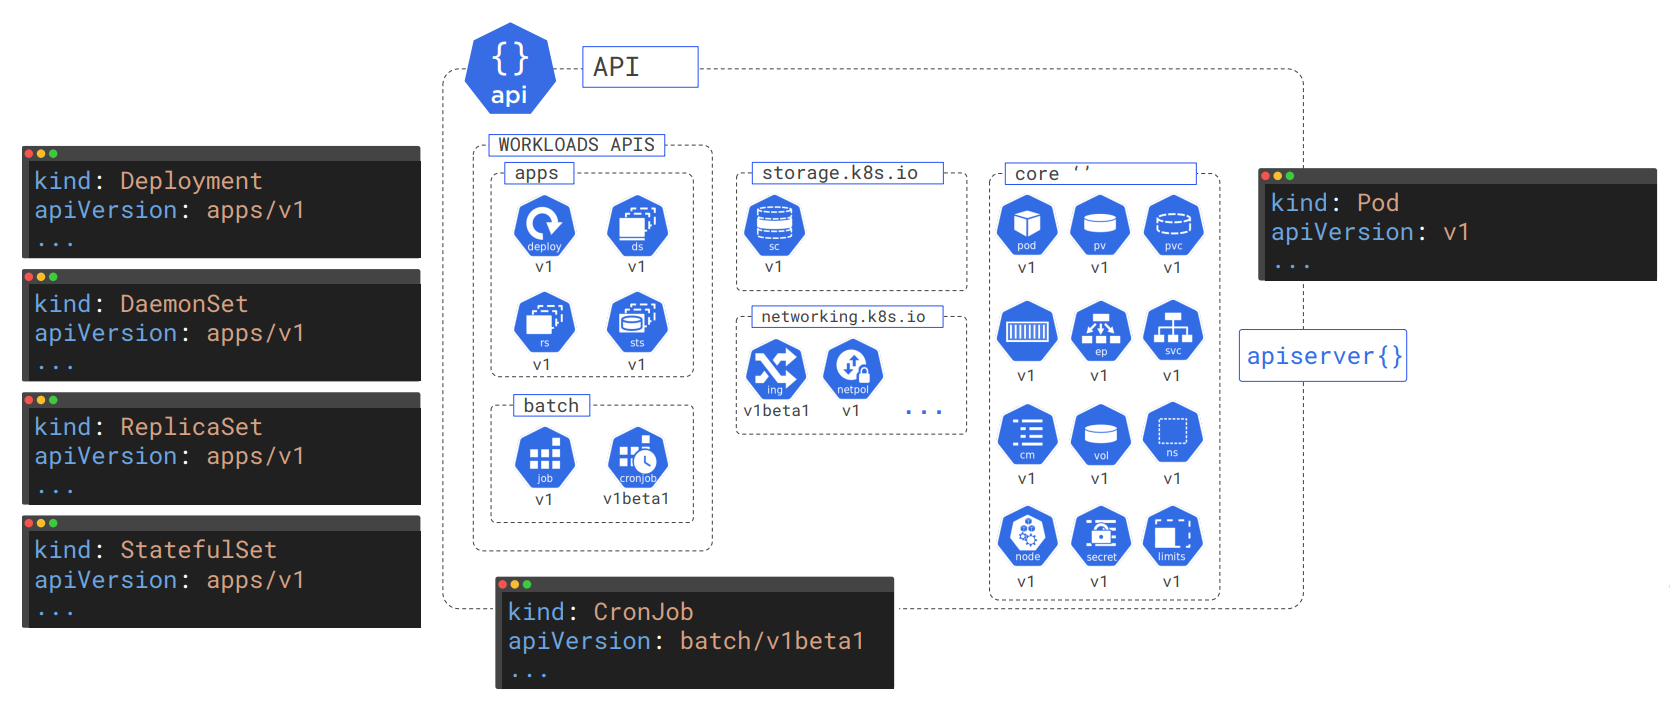 {}
api
API
kind: Deployment
apiVersion: apps/v1
...
kind: DaemonSet
apiVersion: apps/v1
...
kind: ReplicaSet
apiVersion: apps/v1
...
kind: StatefulSet
apiVersion: apps/v1
...
WORKLOADS APIS
apps
deploy
ds
v1
v1
rs
sts
v1
v1
batch
job
cronjob
v1
v1beta1
storage.k8s.io
sc
v1
networking.k8s.io
ing
netpol
v1beta1
v1
...
core ‘’
pod
pv
pvc
v1
v1
v1
ep
svc
v1
v1
v1
cm
vol
ns
v1
v1
v1
node
secret
limits
v1
v1
v1
kind: Pod
apiVersion: v1
...
apiserver{}
kind: CronJob
apiVersion: batch/v1beta1
...